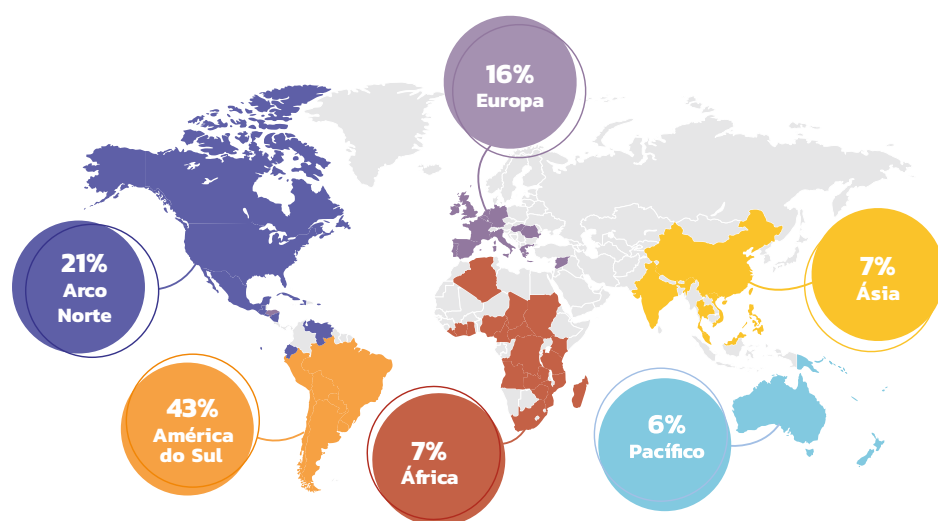 16%
Europa
21%
Arco
Norte
7%
Ásia
43%
América
do Sul
7%
África
6%
Pacífico